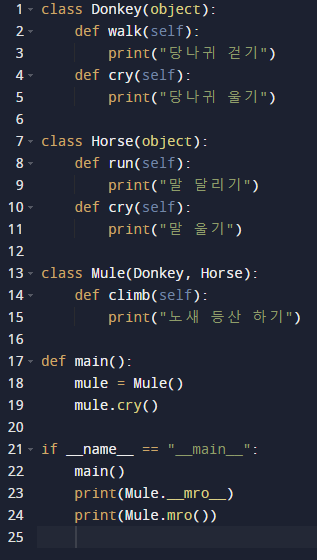 1 class Donkey(object):
2     def walk(self):
3         print("당나귀 걷기")
4     def cry(self):
5         print("당나귀 울기")
6
7 class Horse(object):
8     def run(self):
9         print("말 달리기")
10     def cry(self):
11         print("말 울기")
12
13 class Mule(Donkey, Horse):
14     def climb(self):
15         print("노새 등산 하기")
16
17 def main():
18     mule = Mule()
19     mule.cry()
20
21 if __name__ == "__main__":
22     main()
23     print(Mule.__mro__)
24     print(Mule.mro())
25